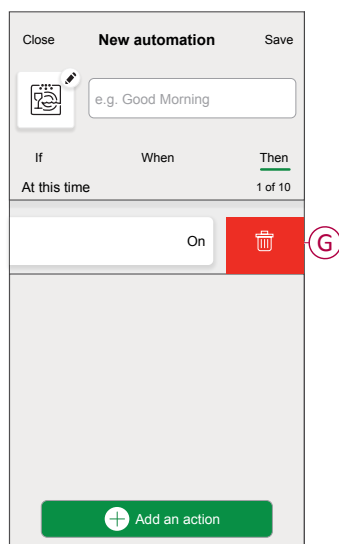 Close New automation Save
e.g. Good Morning
If When Then
At this time 1 of 10
On
G
Add an action